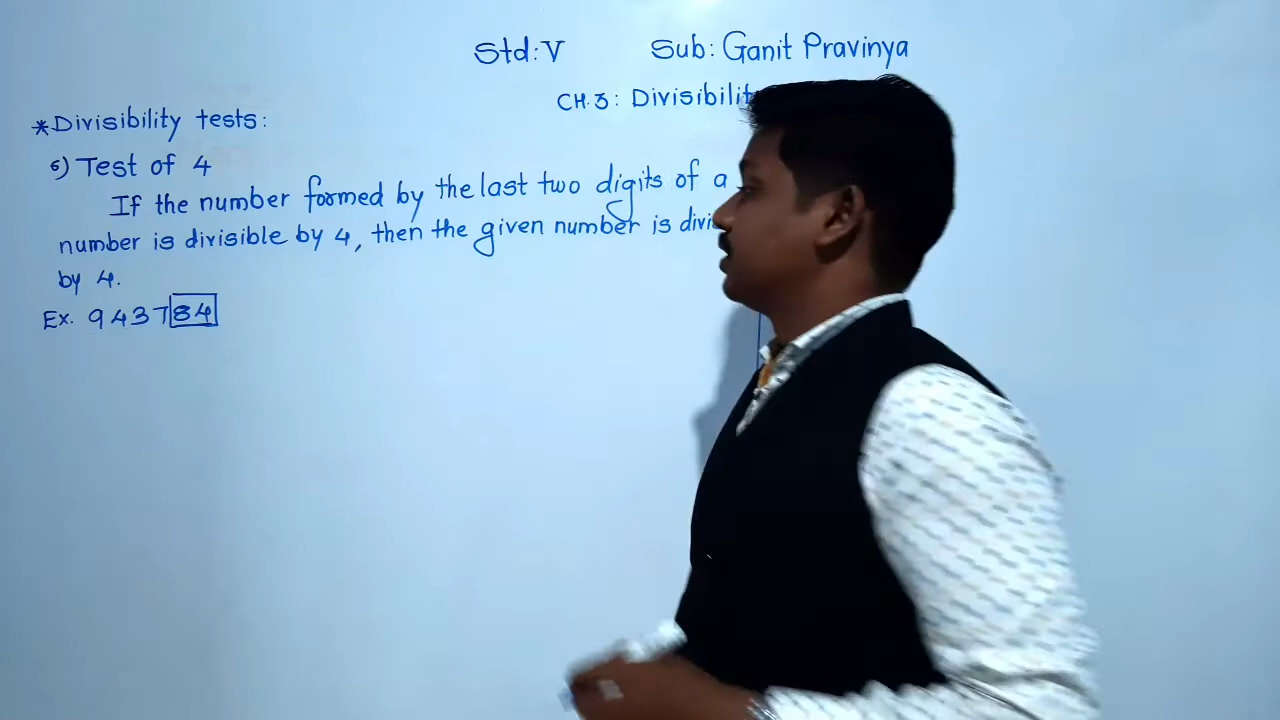 Std: V Sub: Ganit Pravinya
CH. 3: Divisibilit
*Divisibility tests:
6) Test of 4
If the number formed by the last two digits of a
number is divisible by 4, then the given number is divi
by 4.
Ex. 943784